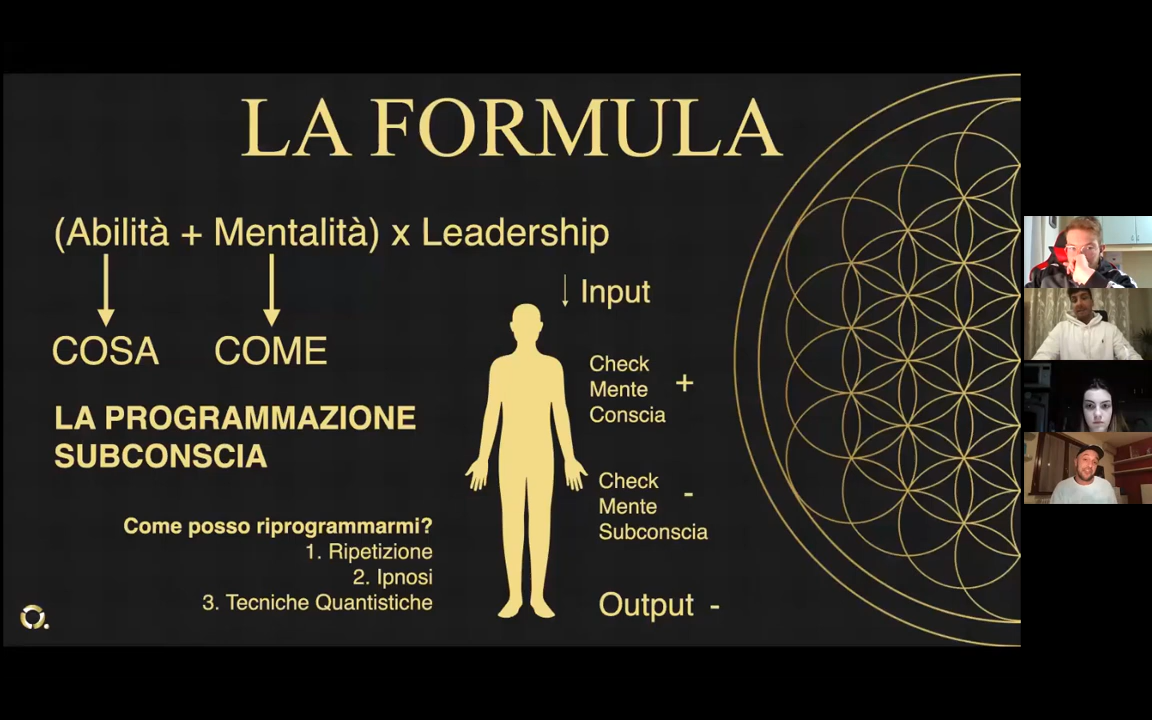 LA FORMULA
(Abilità + Mentalità) x Leadership
COSA
COME
LA PROGRAMMAZIONE
SUBCONSCIA
Come posso riprogrammarmi?
1. Ripetizione
2. Ipnosi
3. Tecniche Quantistiche
↓ Input
Check
Mente +
Conscia
Check
Mente -
Subconscia
Output -